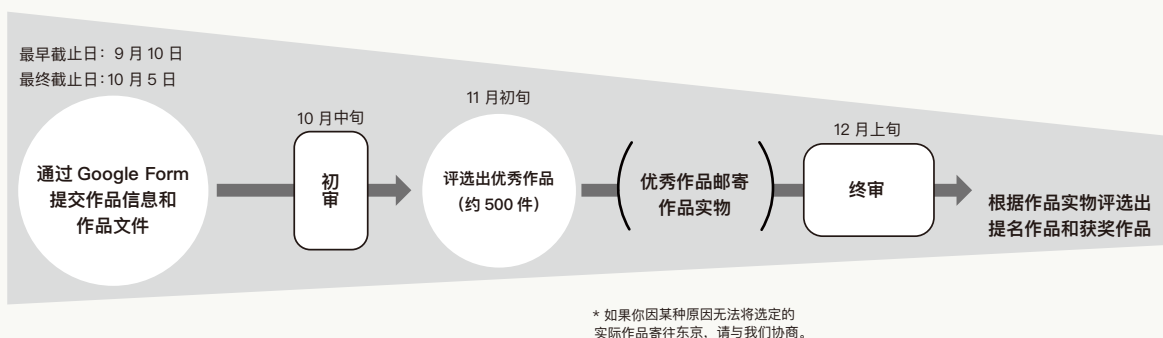 最早截止日：9 月 10 日
最终截止日：10 月 5 日
通过 Google Form
提交作品信息和
作品文件
10 月中旬
初
审
11 月初旬
评选出优秀作品
（约 500 件）
优秀作品邮寄
作品实物
12 月上旬
终审
根据作品实物评选出
提名作品和获奖作品
* 如果你因某种原因无法将选定的
实际作品寄往东京，请与我们协商。